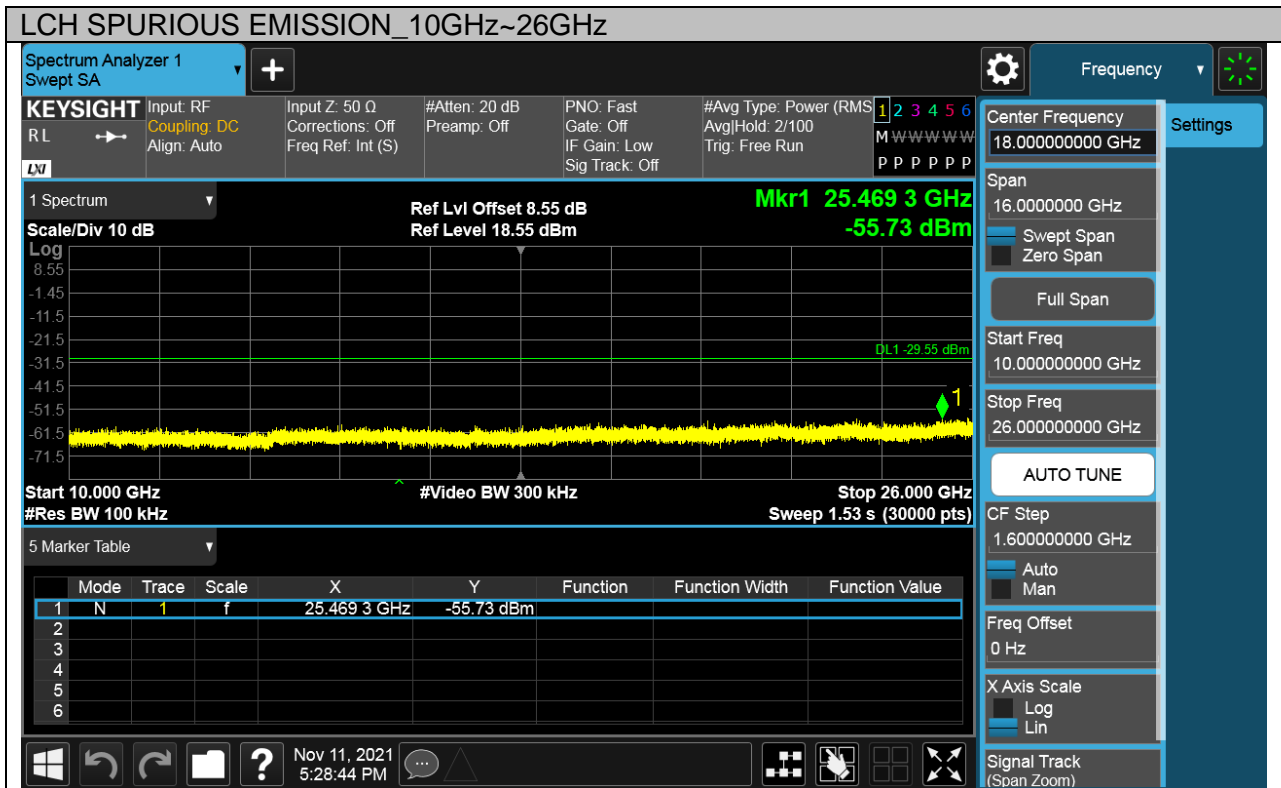 LCH SPURIOUS EMISSION_10GHz~26GHz
Spectrum Analyzer 1
Swept SA
Frequency
KEYSIGHT
RL
LXI
Input: RF
Coupling: DC
Align: Auto
Input Z: 50 Ω
Corrections: Off
Freq Ref: Int (S)
#Atten: 20 dB
Preamp: Off
PNO: Fast
Gate: Off
IF Gain: Low
Sig Track: Off
#Avg Type: Power (RMS
Avg|Hold: 2/100
Trig: Free Run
1 2 3 4 5 6
M W W W W W
P P P P P P
1 Spectrum
Scale/Div 10 dB
Ref Lvl Offset 8.55 dB
Ref Level 18.55 dBm
Mkr1 25.469 3 GHz
-55.73 dBm
Log
8.55
-1.45
-11.5
-21.5
-31.5
-41.5
-51.5
-61.5
-71.5
DL1 -29.55 dBm
1
Start 10.000 GHz
#Video BW 300 kHz
Stop 26.000 GHz
#Res BW 100 kHz
Sweep 1.53 s (30000 pts)
5 Marker Table
Mode Trace Scale X Y Function Function Width Function Value
1 N 1 f 25.469 3 GHz -55.73 dBm
2
3
4
5
6
Nov 11, 2021
5:28:44 PM
Center Frequency
18.000000000 GHz
Settings
Span
16.0000000 GHz
Swept Span
Zero Span
Full Span
Start Freq
10.000000000 GHz
Stop Freq
26.000000000 GHz
AUTO TUNE
CF Step
1.600000000 GHz
Auto
Man
Freq Offset
0 Hz
X Axis Scale
Log
Lin
Signal Track
(Span Zoom)